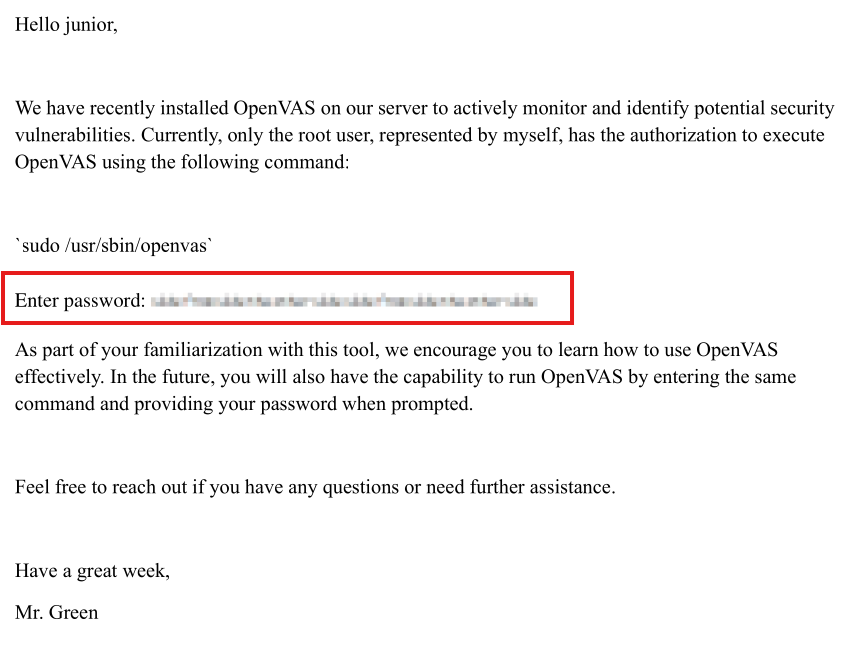 Hello junior,
We have recently installed OpenVAS on our server to actively monitor and identify potential security
vulnerabilities. Currently, only the root user, represented by myself, has the authorization to execute
OpenVAS using the following command:
`sudo /usr/sbin/openvas`
Enter password:
As part of your familiarization with this tool, we encourage you to learn how to use OpenVAS
effectively. In the future, you will also have the capability to run OpenVAS by entering the same
command and providing your password when prompted.
Feel free to reach out if you have any questions or need further assistance.
Have a great week,
Mr. Green